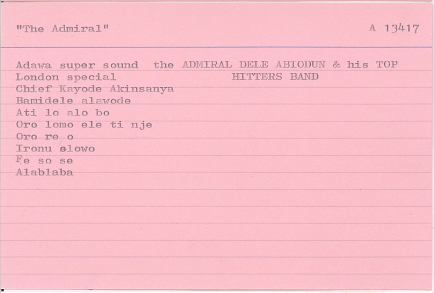 "The Admiral" A 13417
Adawa super sound the ADMIRAL DELE ABIODUN & his TOP
London special HITTERS BAND
Chief Kayode Akinsanya
Bamidele alawode
Ati lo alo bo
Oro lomo ele ti nje
Oro re o
Ironu olowo
Fe so se
Alablaba